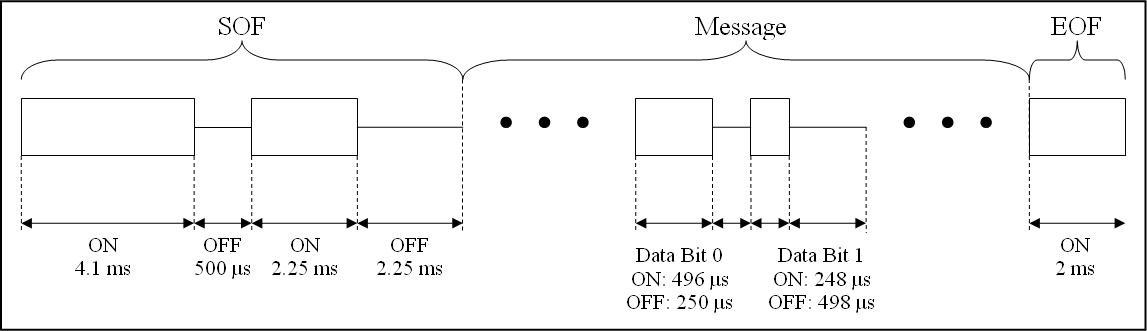 SOF Message EOF
ON OFF ON OFF ON
4.1 ms 500 µs 2.25 ms 2.25 ms 2 ms
Data Bit 0 Data Bit 1
ON: 496 µs ON: 248 µs
OFF: 250 µs OFF: 498 µs